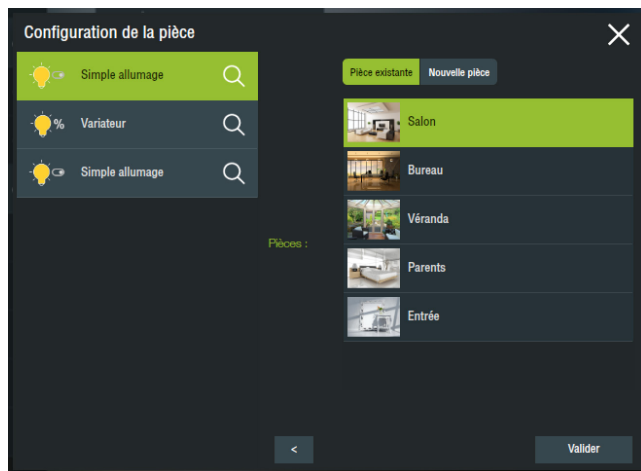 Configuration de la pièce
Simple allumage
% Variateur
Simple allumage
Pièce existante Nouvelle pièce
Salon
Bureau
Véranda
Parents
Entrée
Pièces :
<
Valider